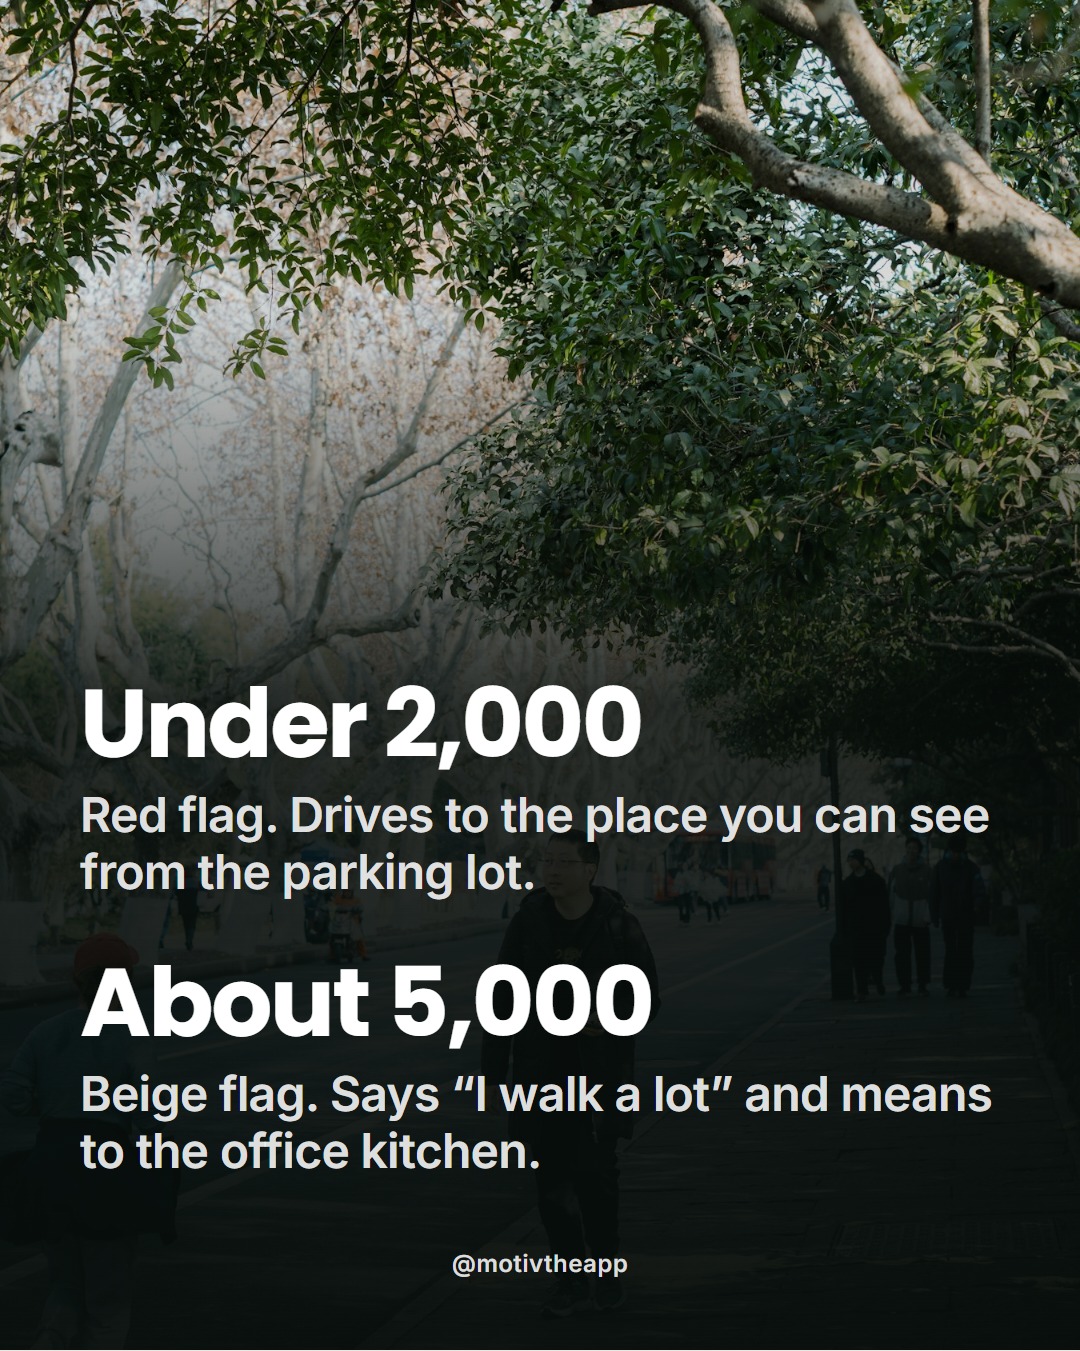 Under 2,000
Red flag. Drives to the place you can see
from the parking lot.
About 5,000
Beige flag. Says “I walk a lot” and means
to the office kitchen.
@motivtheapp